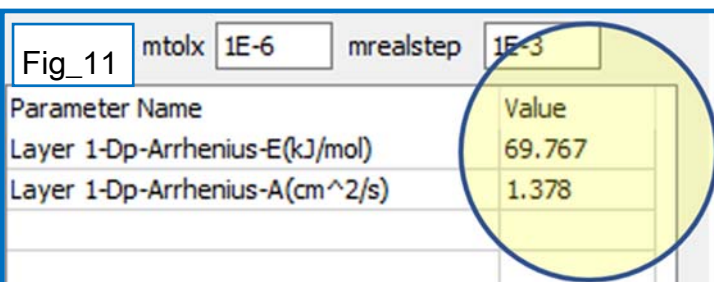 Fig_11 mtolx 1E-6 mrealstep 1E-3
Parameter Name Value
Layer 1-Dp-Arrhenius-E(kJ/mol) 69.767
Layer 1-Dp-Arrhenius-A(cm^2/s) 1.378